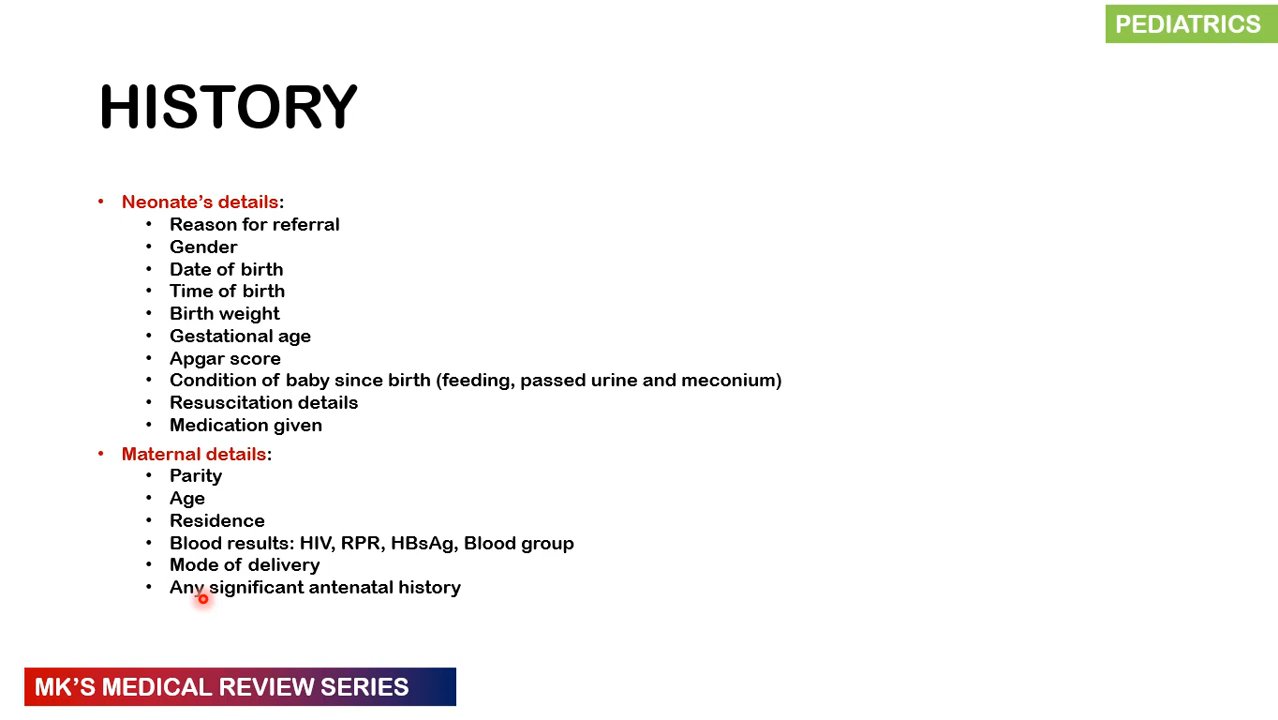 PEDIATRICS
HISTORY
• Neonate's details:
• Reason for referral
• Gender
• Date of birth
• Time of birth
• Birth weight
• Gestational age
• Apgar score
• Condition of baby since birth (feeding, passed urine and meconium)
• Resuscitation details
• Medication given
• Maternal details:
• Parity
• Age
• Residence
• Blood results: HIV, RPR, HBsAg, Blood group
• Mode of delivery
• Any significant antenatal history
MK'S MEDICAL REVIEW SERIES